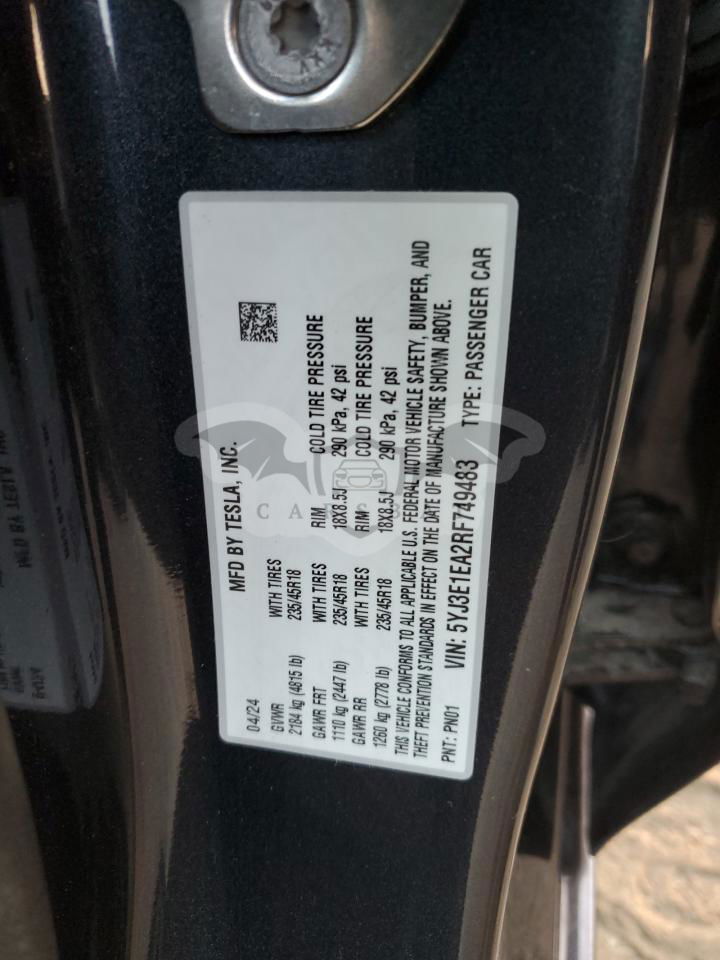 MFD BY TESLA, INC.
04/24
GVWR WITH TIRES
2184 kg (4815 lb) 235/45R18
GAWR FRT WITH TIRES RIM COLD TIRE PRESSURE
1110 kg (2447 lb) 235/45R18 18X8.5J 290 kPa, 42 psi
GAWR RR WITH TIRES RIM COLD TIRE PRESSURE
1260 kg (2778 lb) 235/45R18 18X8.5J 290 kPa, 42 psi
THIS VEHICLE CONFORMS TO ALL APPLICABLE U.S. FEDERAL MOTOR VEHICLE SAFETY, BUMPER, AND
THEFT PREVENTION STANDARDS IN EFFECT ON THE DATE OF MANUFACTURE SHOWN ABOVE.
PNT: PN01 VIN: 5YJ3E1EA2RF749483 TYPE: PASSENGER CAR